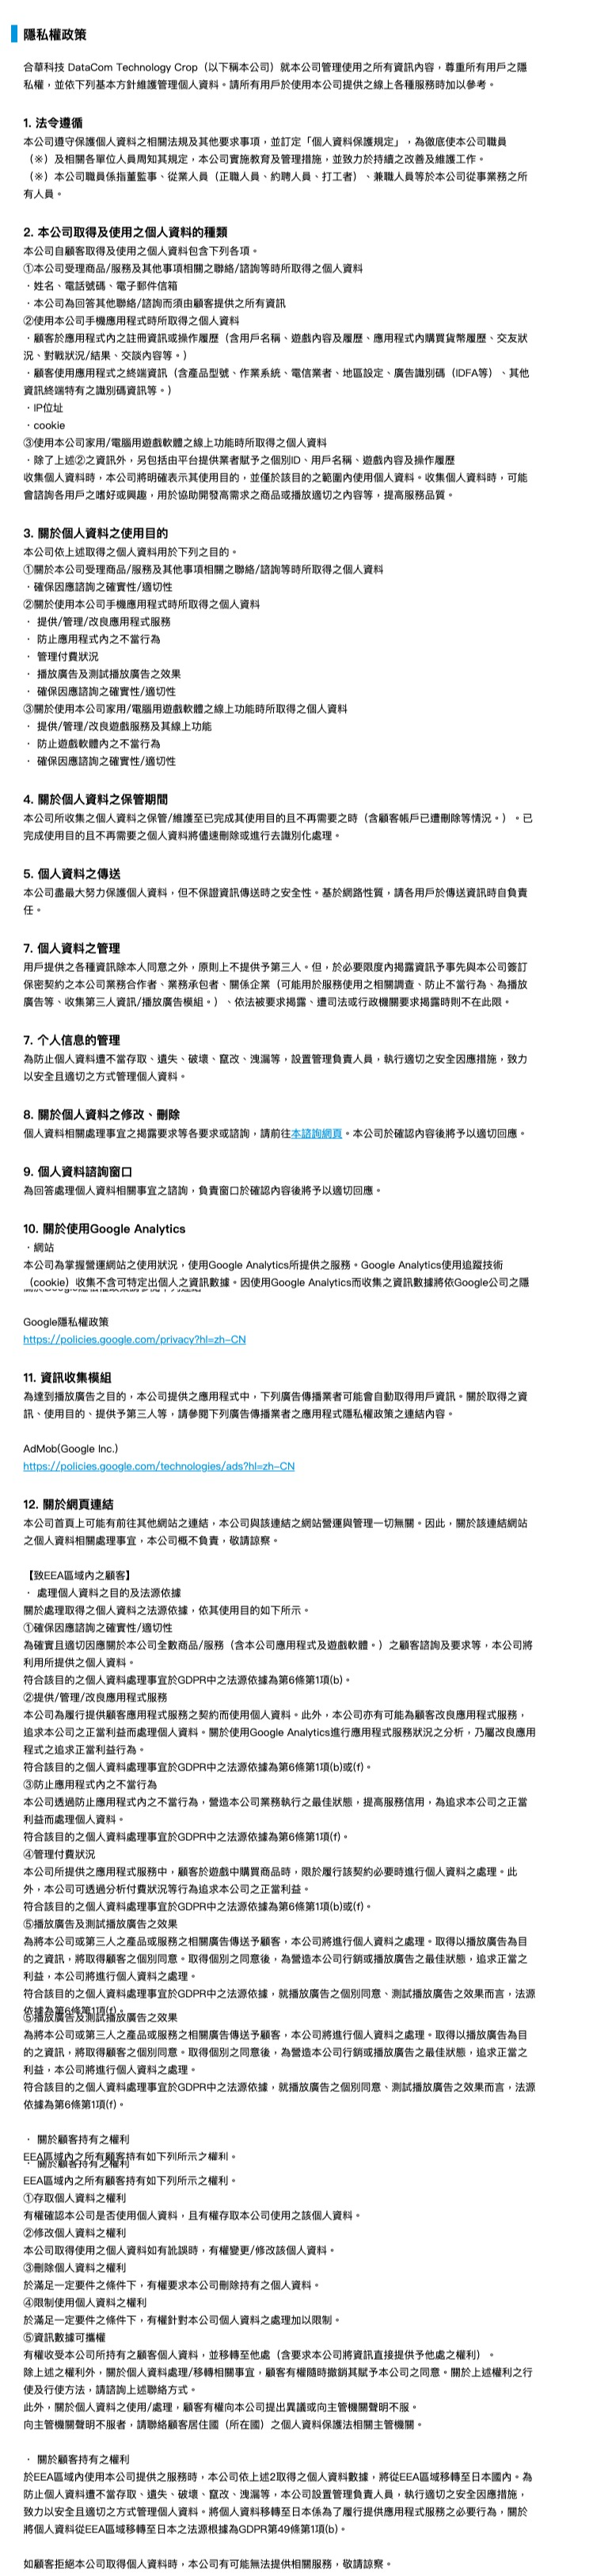 隱私權政策
合華科技 DataCom Technology Crop（以下稱本公司）就本公司管理使用之所有資訊內容，尊重所有用戶之隱
私權，並依下列基本方針維護管理個人資料。請所有用戶於使用本公司提供之線上各種服務時加以參考。
1. 法令遵循
本公司遵守保護個人資料之相關法規及其他要求事項，並訂定「個人資料保護規定」，為徹底使本公司職員
（※）及相關各單位人員周知其規定，本公司實施教育及管理措施，並致力於持續之改善及維護工作。
（※）本公司職員係指董監事、從業人員（正職人員、約聘人員、打工者）、兼職人員等於本公司從事業務之所
有人員。
2. 本公司取得及使用之個人資料的種類
本公司自顧客取得及使用之個人資料包含下列各項。
①本公司受理商品/服務及其他事項相關之聯絡/諮詢等時所取得之個人資料
・姓名、電話號碼、電子郵件信箱
・本公司為回答其他聯絡/諮詢而須由顧客提供之所有資訊
②使用本公司手機應用程式時所取得之個人資料
・顧客於應用程式內之註冊資訊或操作履歷（含用戶名稱、遊戲內容及履歷、應用程式內購買貨幣履歷、交友狀
況、對戰狀況/結果、交談內容等。）
・顧客使用應用程式之終端資訊（含產品型號、作業系統、電信業者、地區設定、廣告識別碼（IDFA等）、其他
資訊終端特有之識別碼資訊等。）
・IP位址
・cookie
③使用本公司家用/電腦用遊戲軟體之線上功能時所取得之個人資料
・除了上述②之資訊外，另包括由平台提供業者賦予之個別ID、用戶名稱、遊戲內容及操作履歷
收集個人資料時，本公司將明確表示其使用目的，並僅於該目的之範圍內使用個人資料。收集個人資料時，可能
會諮詢各用戶之嗜好或興趣，用於協助開發高需求之商品或播放適切之內容等，提高服務品質。
3. 關於個人資料之使用目的
本公司依上述取得之個人資料用於下列之目的。
①關於本公司受理商品/服務及其他事項相關之聯絡/諮詢等時所取得之個人資料
・確保因應諮詢之確實性/適切性
②關於使用本公司手機應用程式時所取得之個人資料
・ 提供/管理/改良應用程式服務
・ 防止應用程式內之不當行為
・ 管理付費狀況
・ 播放廣告及測試播放廣告之效果
・ 確保因應諮詢之確實性/適切性
③關於使用本公司家用/電腦用遊戲軟體之線上功能時所取得之個人資料
・ 提供/管理/改良遊戲服務及其線上功能
・ 防止遊戲軟體內之不當行為
・ 確保因應諮詢之確實性/適切性
4. 關於個人資料之保管期間
本公司所收集之個人資料之保管/維護至已完成其使用目的且不再需要之時（含顧客帳戶已遭刪除等情況。）。已
完成使用目的且不再需要之個人資料將儘速刪除或進行去識別化處理。
5. 個人資料之傳送
本公司盡最大努力保護個人資料，但不保證資訊傳送時之安全性。基於網路性質，請各用戶於傳送資訊時自負責
任。
7. 個人資料之管理
用戶提供之各種資訊除本人同意之外，原則上不提供予第三人。但，於必要限度內揭露資訊予事先與本公司簽訂
保密契約之本公司業務合作者、業務承包者、關係企業（可能用於服務使用之相關調查、防止不當行為、為播放
廣告等、收集第三人資訊/播放廣告模組。）、依法被要求揭露、遭司法或行政機關要求揭露時則不在此限。
7. 个人信息的管理
為防止個人資料遭不當存取、遺失、破壞、竄改、洩漏等，設置管理負責人員，執行適切之安全因應措施，致力
以安全且適切之方式管理個人資料。
8. 關於個人資料之修改、刪除
個人資料相關處理事宜之揭露要求等各要求或諮詢，請前往本諮詢網頁。本公司於確認內容後將予以適切回應。
9. 個人資料諮詢窗口
為回答處理個人資料相關事宜之諮詢，負責窗口於確認內容後將予以適切回應。
10. 關於使用Google Analytics
・網站
本公司為掌握營運網站之使用狀況，使用Google Analytics所提供之服務。Google Analytics使用追蹤技術
（cookie）收集不含可特定出個人之資訊數據。因使用Google Analytics而收集之資訊數據將依Google公司之隱
Google隱私權政策
https://policies.google.com/privacy?hl=zh-CN
11. 資訊收集模組
為達到播放廣告之目的，本公司提供之應用程式中，下列廣告傳播業者可能會自動取得用戶資訊。關於取得之資
訊、使用目的、提供予第三人等，請參閱下列廣告傳播業者之應用程式隱私權政策之連結內容。
AdMob(Google Inc.)
https://policies.google.com/technologies/ads?hl=zh-CN
12. 關於網頁連結
本公司首頁上可能有前往其他網站之連結，本公司與該連結之網站營運與管理一切無關。因此，關於該連結網站
之個人資料相關處理事宜，本公司概不負責，敬請諒察。
【致EEA區域內之顧客】
・ 處理個人資料之目的及法源依據
關於處理取得之個人資料之法源依據，依其使用目的如下所示。
①確保因應諮詢之確實性/適切性
為確實且適切因應關於本公司全數商品/服務（含本公司應用程式及遊戲軟體。）之顧客諮詢及要求等，本公司將
利用所提供之個人資料。
符合該目的之個人資料處理事宜於GDPR中之法源依據為第6條第1項(b)。
②提供/管理/改良應用程式服務
本公司為履行提供顧客應用程式服務之契約而使用個人資料。此外，本公司亦有可能為顧客改良應用程式服務，
追求本公司之正當利益而處理個人資料。關於使用Google Analytics進行應用程式服務狀況之分析，乃屬改良應用
程式之追求正當利益行為。
符合該目的之個人資料處理事宜於GDPR中之法源依據為第6條第1項(b)或(f)。
③防止應用程式內之不當行為
本公司透過防止應用程式內之不當行為，營造本公司業務執行之最佳狀態，提高服務信用，為追求本公司之正當
利益而處理個人資料。
符合該目的之個人資料處理事宜於GDPR中之法源依據為第6條第1項(f)。
④管理付費狀況
本公司所提供之應用程式服務中，顧客於遊戲中購買商品時，限於履行該契約必要時進行個人資料之處理。此
外，本公司可透過分析付費狀況等行為追求本公司之正當利益。
符合該目的之個人資料處理事宜於GDPR中之法源依據為第6條第1項(b)或(f)。
⑤播放廣告及測試播放廣告之效果
為將本公司或第三人之產品或服務之相關廣告傳送予顧客，本公司將進行個人資料之處理。取得以播放廣告為目
的之資訊，將取得顧客之個別同意。取得個別之同意後，為營造本公司行銷或播放廣告之最佳狀態，追求正當之
利益，本公司將進行個人資料之處理。
符合該目的之個人資料處理事宜於GDPR中之法源依據，就播放廣告之個別同意、測試播放廣告之效果而言，法源
依據為第6條第1項(f)。
⑤播放廣告及測試播放廣告之效果
為將本公司或第三人之產品或服務之相關廣告傳送予顧客，本公司將進行個人資料之處理。取得以播放廣告為目
的之資訊，將取得顧客之個別同意。取得個別之同意後，為營造本公司行銷或播放廣告之最佳狀態，追求正當之
利益，本公司將進行個人資料之處理。
符合該目的之個人資料處理事宜於GDPR中之法源依據，就播放廣告之個別同意、測試播放廣告之效果而言，法源
依據為第6條第1項(f)。
・ 關於顧客持有之權利
EEA區域內之所有顧客持有如下列所示之權利。
・ 關於顧客持有之權利
EEA區域內之所有顧客持有如下列所示之權利。
①存取個人資料之權利
有權確認本公司是否使用個人資料，且有權存取本公司使用之該個人資料。
②修改個人資料之權利
本公司取得使用之個人資料如有訛誤時，有權變更/修改該個人資料。
③刪除個人資料之權利
於滿足一定要件之條件下，有權要求本公司刪除持有之個人資料。
④限制使用個人資料之權利
於滿足一定要件之條件下，有權針對本公司個人資料之處理加以限制。
⑤資訊數據可攜權
有權收受本公司所持有之顧客個人資料，並移轉至他處（含要求本公司將資訊直接提供予他處之權利）。
除上述之權利外，關於個人資料處理/移轉相關事宜，顧客有權隨時撤銷其賦予本公司之同意。關於上述權利之行
使及行使方法，請諮詢上述聯絡方式。
此外，關於個人資料之使用/處理，顧客有權向本公司提出異議或向主管機關聲明不服。
向主管機關聲明不服者，請聯絡顧客居住國（所在國）之個人資料保護法相關主管機關。
・ 關於顧客持有之權利
於EEA區域內使用本公司提供之服務時，本公司依上述2取得之個人資料數據，將從EEA區域移轉至日本國內。為
防止個人資料遭不當存取、遺失、破壞、竄改、洩漏等，本公司設置管理負責人員，執行適切之安全因應措施，
致力以安全且適切之方式管理個人資料。將個人資料移轉至日本係為了履行提供應用程式服務之必要行為，關於
將個人資料從EEA區域移轉至日本之法源根據為GDPR第49條第1項(b)。
如顧客拒絕本公司取得個人資料時，本公司有可能無法提供相關服務，敬請諒察。